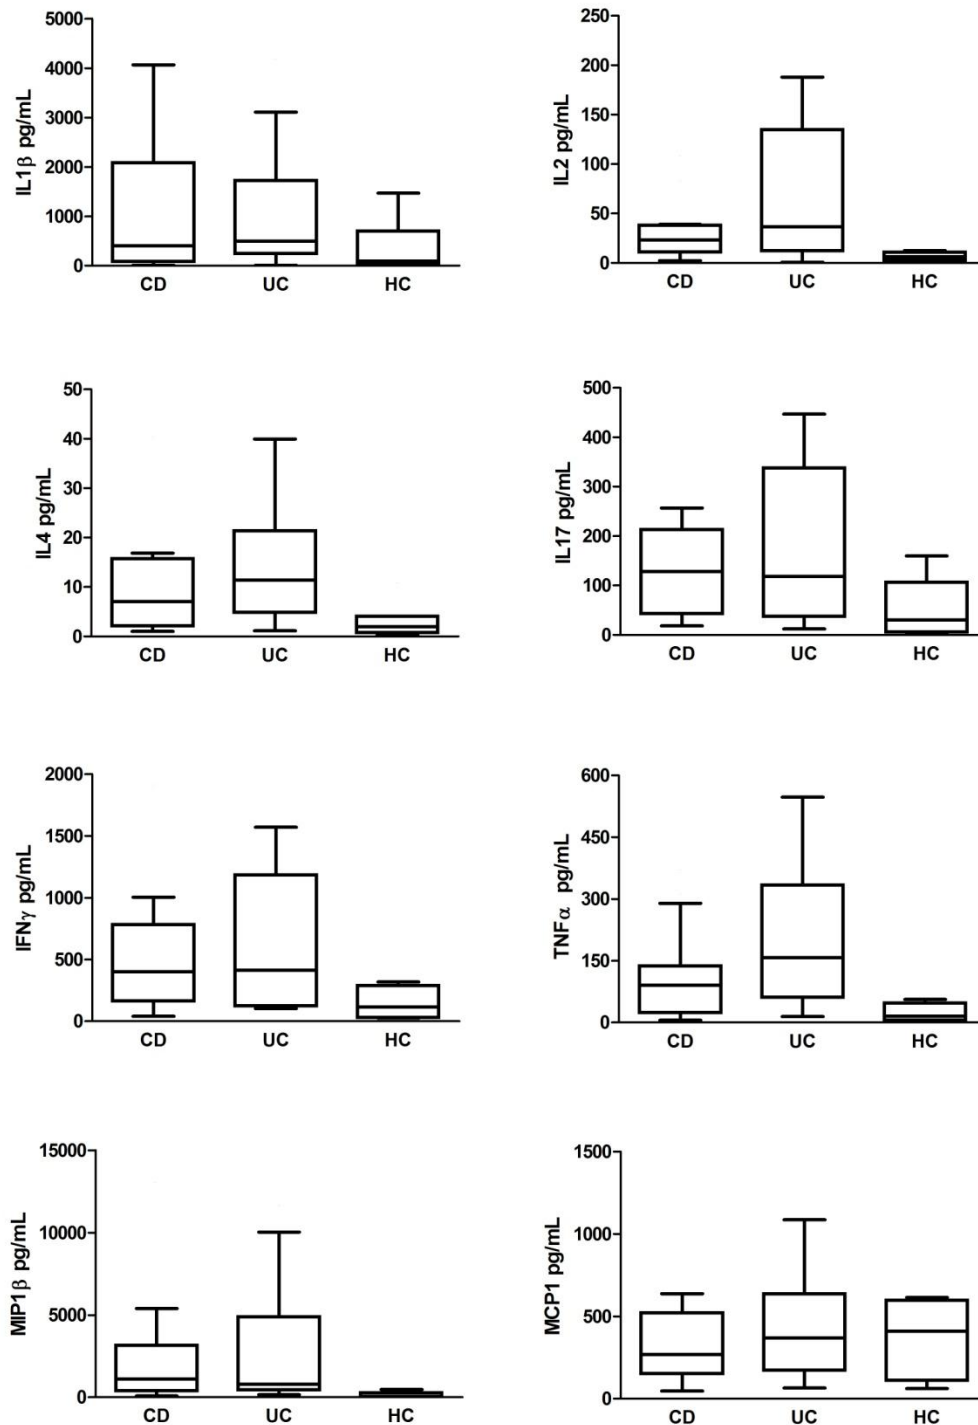 5000
4000
3000
2000
1000
0
IL1β pg/mL
CD UC HC
250
200
150
100
50
0
IL2 pg/mL
CD UC HC
50
40
30
20
10
0
IL4 pg/mL
CD UC HC
500
400
300
200
100
0
IL17 pg/mL
CD UC HC
2000
1500
1000
500
0
IFNγ pg/mL
CD UC HC
600
450
300
150
0
TNFα pg/mL
CD UC HC
15000
10000
5000
0
MIP1β pg/mL
CD UC HC
1500
1000
500
0
MCP1 pg/mL
CD UC HC